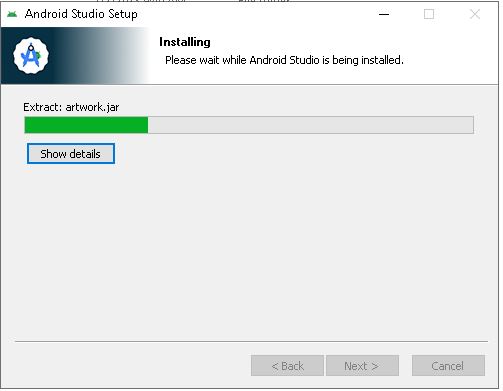 Android Studio Setup
Installing
Please wait while Android Studio is being installed.
Extract: artwork.jar
Show details
< Back
Next >
Cancel